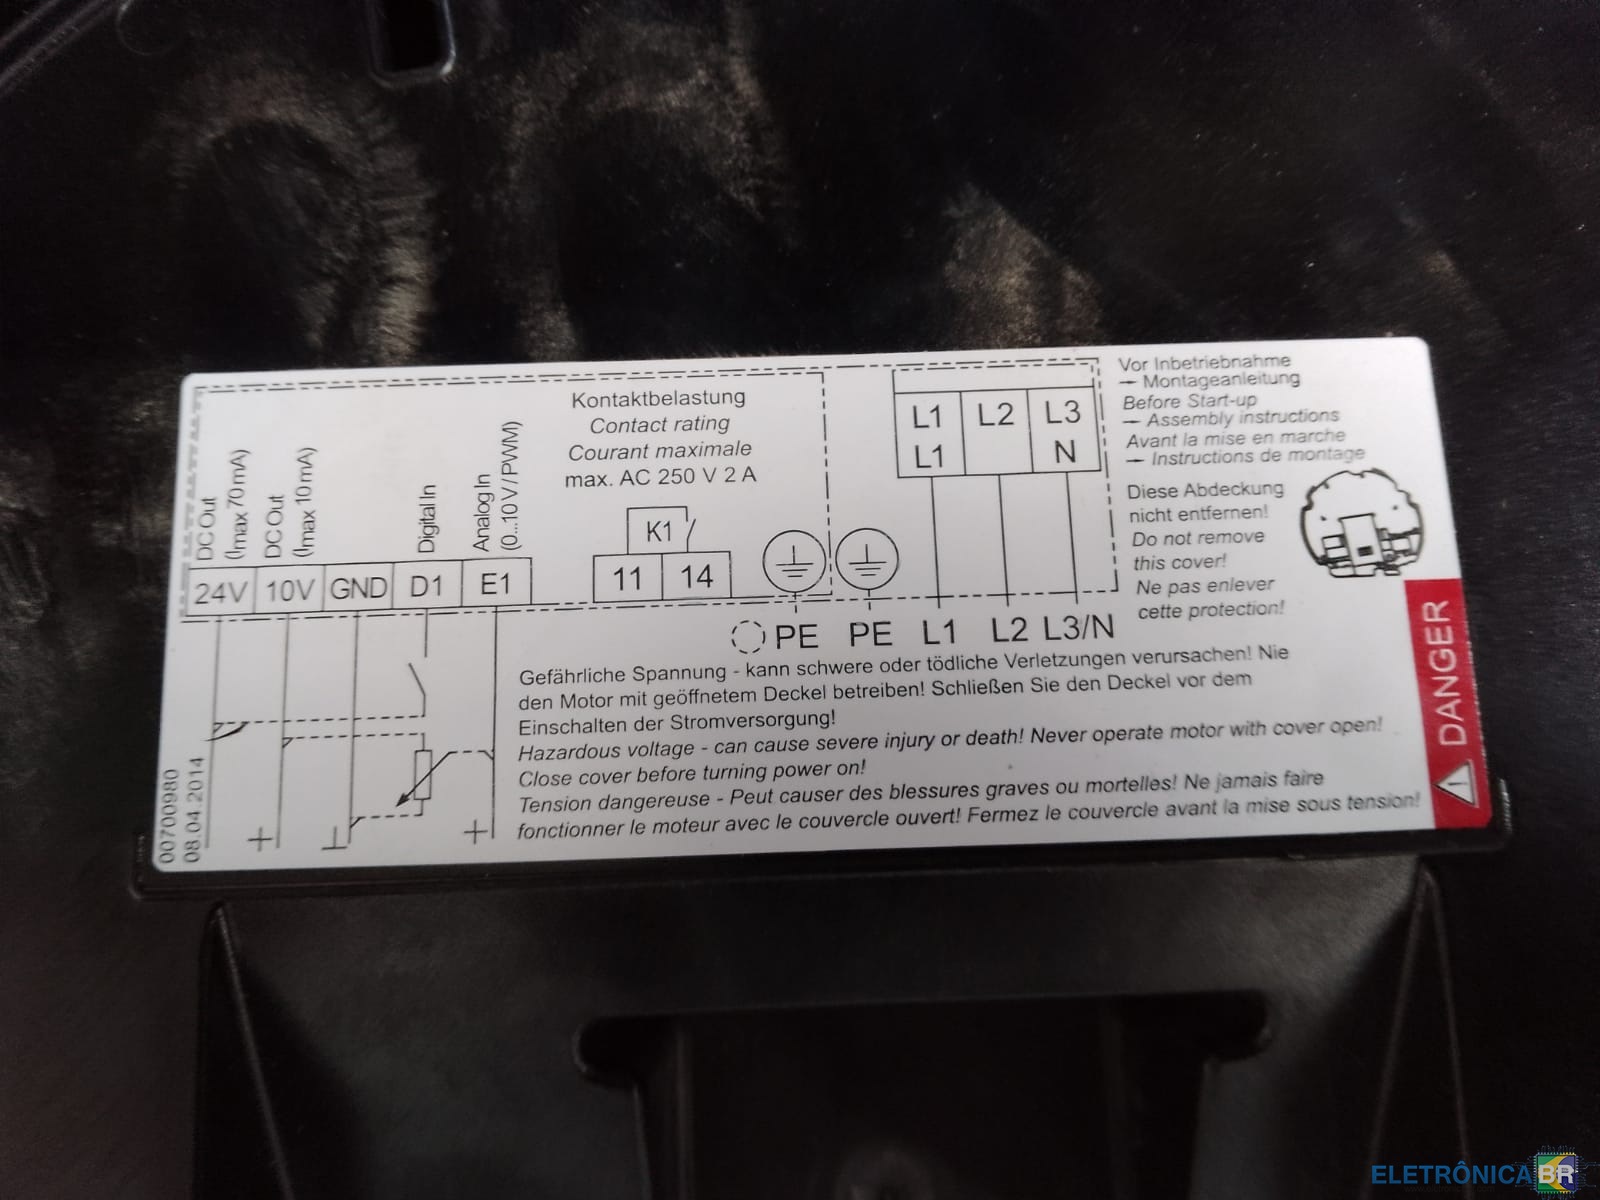 DC Out
(Imax 70 mA)
DC Out
(Imax 10 mA)
Digital In
Analog In
(0..10V / PWM)
24V 10V GND D1 E1
Kontaktbelastung
Contact rating
Courant maximale
max. AC 250 V 2 A
K1
11 14
L1 L2 L3
L1 N
PE PE L1 L2 L3/N
Vor Inbetriebnahme
– Montageanleitung
Before Start-up
– Assembly instructions
Avant la mise en marche
– Instructions de montage
Diese Abdeckung
nicht entfernen!
Do not remove
this cover!
Ne pas enlever
cette protection!
Gefährliche Spannung - kann schwere oder tödliche Verletzungen verursachen! Nie
den Motor mit geöffnetem Deckel betreiben! Schließen Sie den Deckel vor dem
Einschalten der Stromversorgung!
Hazardous voltage - can cause severe injury or death! Never operate motor with cover open!
Close cover before turning power on!
Tension dangereuse - Peut causer des blessures graves ou mortelles! Ne jamais faire
fonctionner le moteur avec le couvercle ouvert! Fermez le couvercle avant la mise sous tension!
DANGER
00700980
08.04.2014
+ ⊥ +
ELETRÔNICA BR